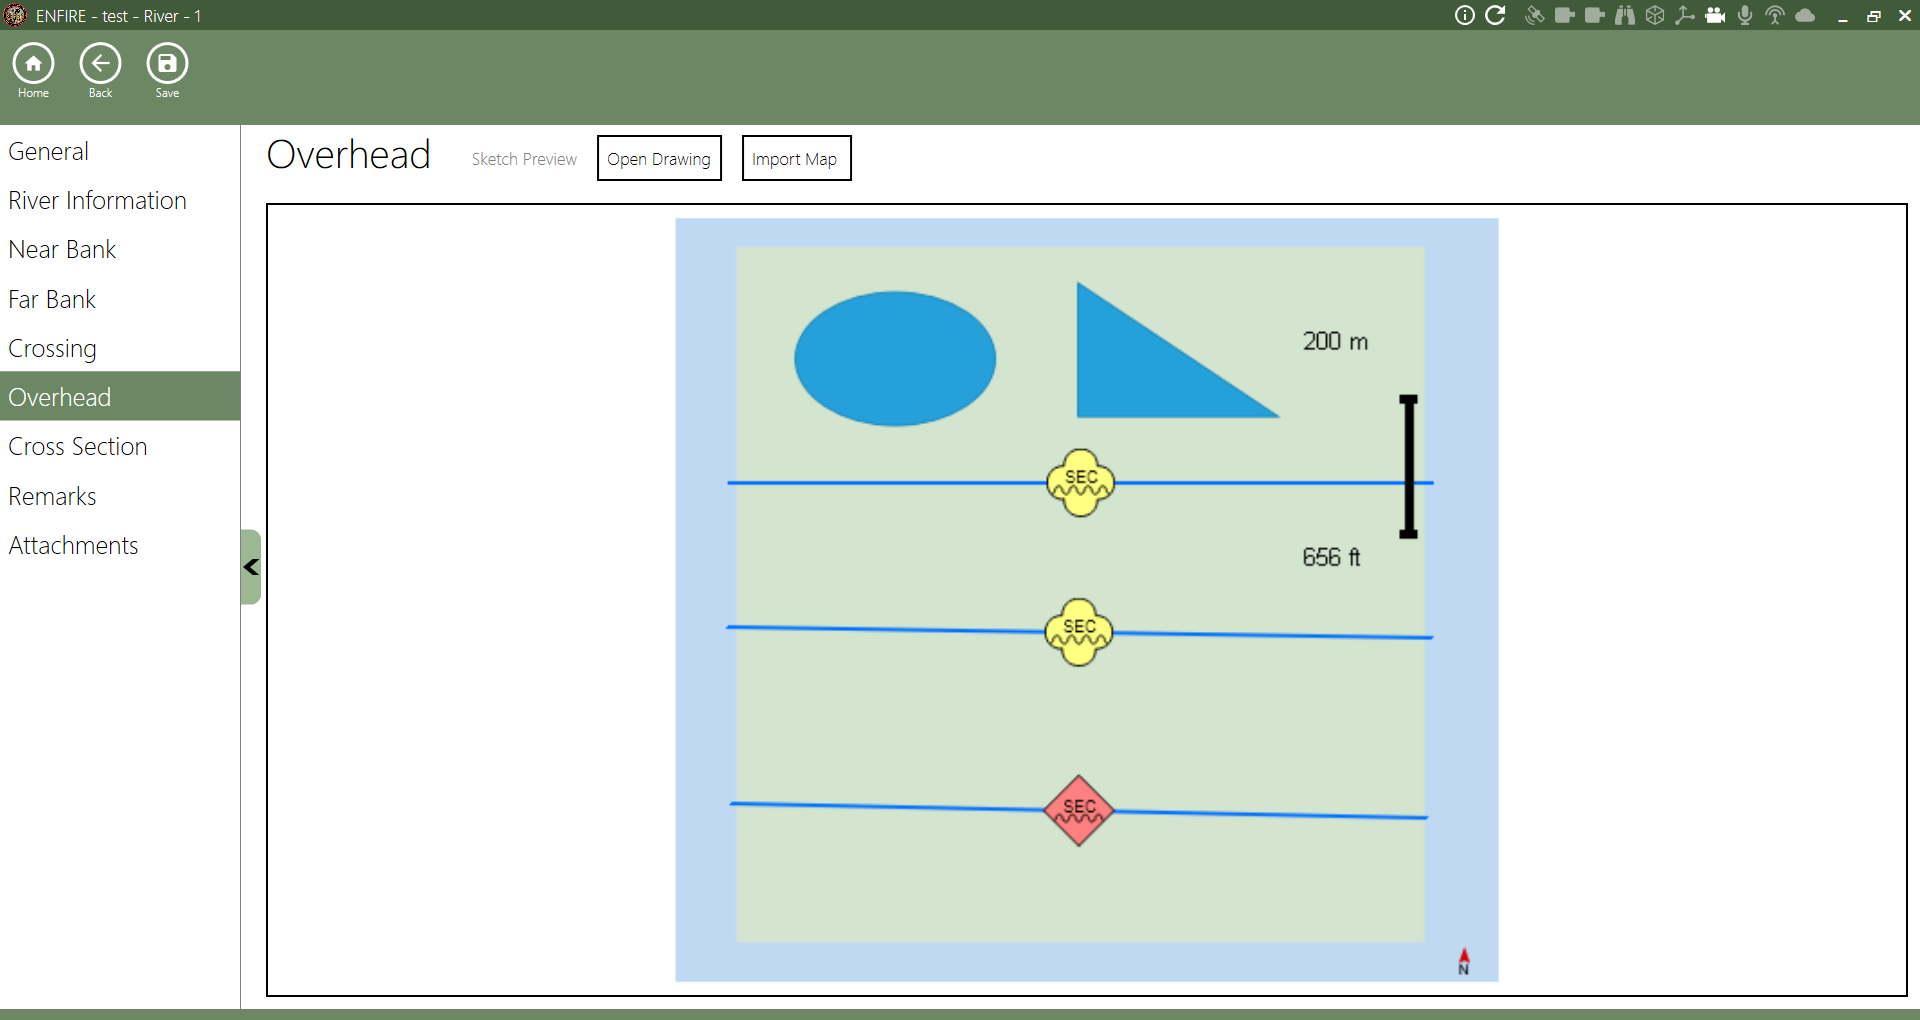 ENFIRE - test - River - 1
Home
Back
Save
General
River Information
Near Bank
Far Bank
Crossing
Overhead
Cross Section
Remarks
Attachments
Overhead
Sketch Preview
Open Drawing
Import Map
200 m
SEC
656 ft
SEC
SEC
N